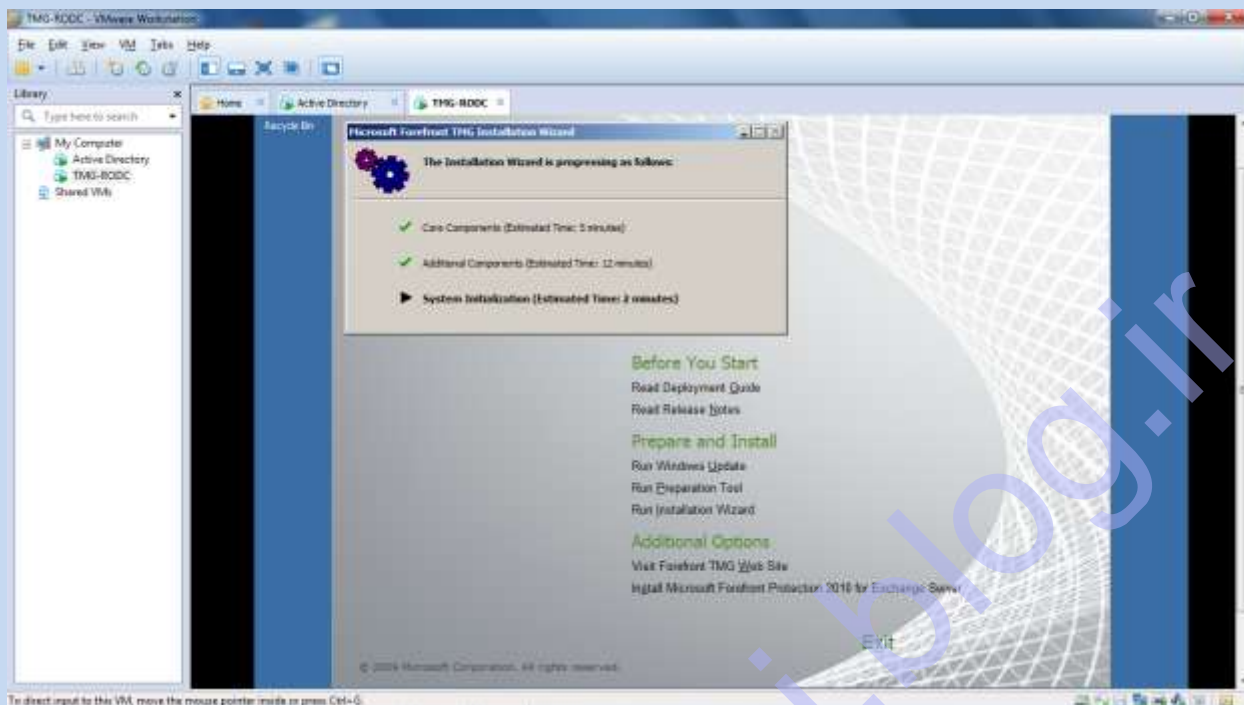 TMG-RODC - VMware Workstation
File Edit View VM Tabs Help
Library
Type here to search
My Computer
Active Directory
TMG-RODC
Shared VMs
Home
Active Directory
TMG-RODC
Recycle Bin
Microsoft Forefront TMG Installation Wizard
The Installation Wizard is progressing as follows:
Core Components (Estimated Time: 5 minutes)
Additional Components (Estimated Time: 12 minutes)
System Initialization (Estimated Time: 2 minutes)
Before You Start
Read Deployment Guide
Read Release Notes
Prepare and Install
Run Windows Update
Run Preparation Tool
Run Installation Wizard
Additional Options
Visit Forefront TMG Web Site
Install Microsoft Forefront Protection 2010 for Exchange Server
Exit
Microsoft Corporation. All rights reserved.
To direct input to this VM, move the mouse pointer inside or press Ctrl+G.
i.blog.ir